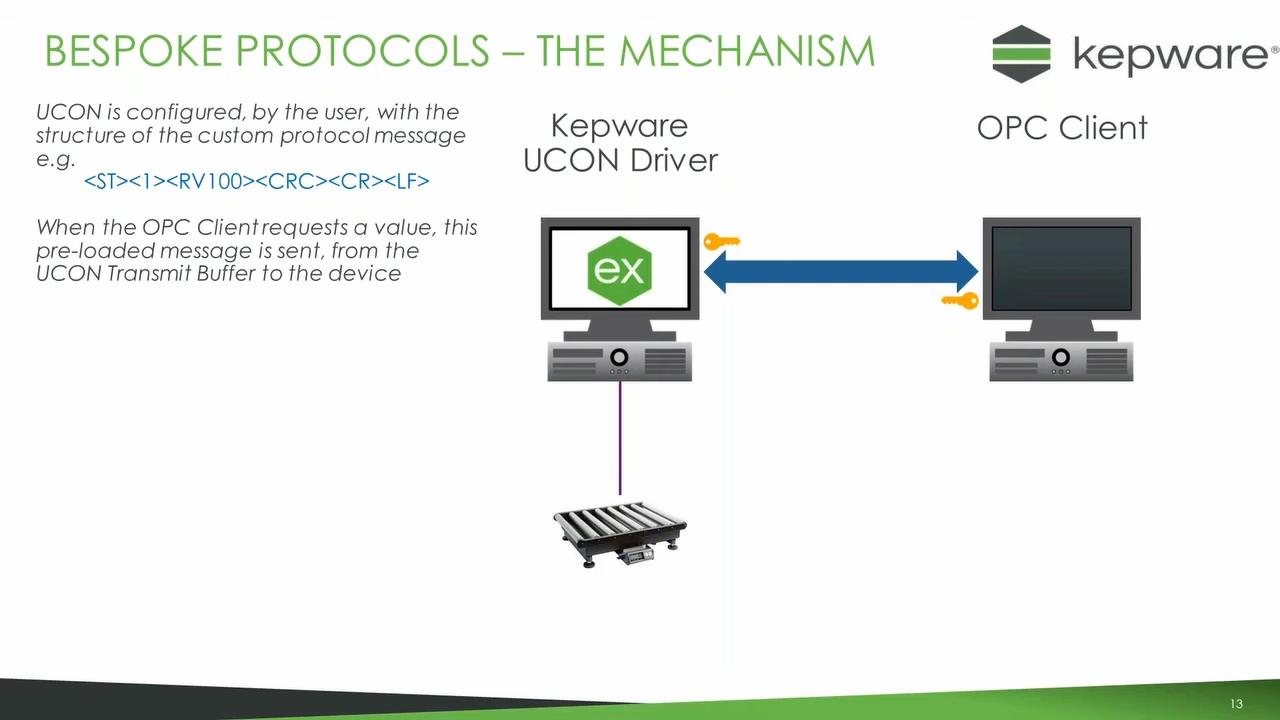 BESPOKE PROTOCOLS – THE MECHANISM
kepware®
UCON is configured, by the user, with the
structure of the custom protocol message
e.g.
<ST><1><RV100><CRC><CR><LF>
When the OPC Client requests a value, this
pre-loaded message is sent, from the
UCON Transmit Buffer to the device
Kepware
UCON Driver
OPC Client
ex
13